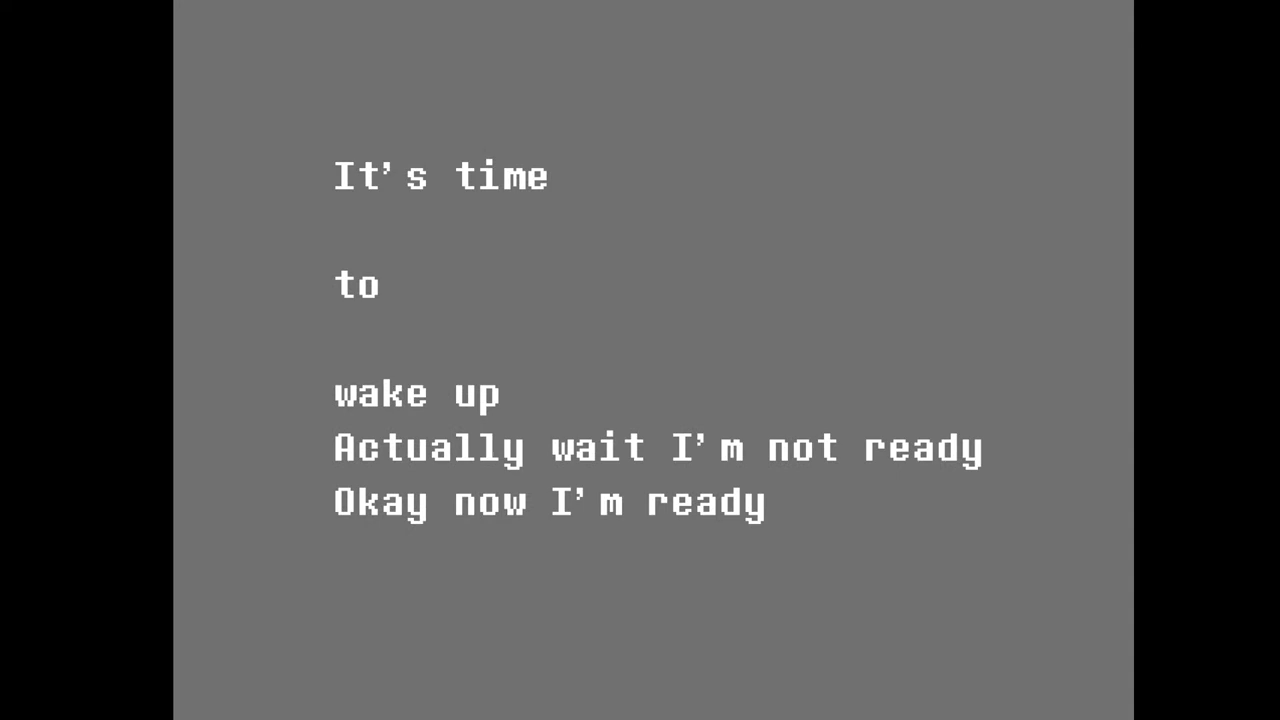 It's time
to
wake up
Actually wait I'm not ready
Okay now I'm ready